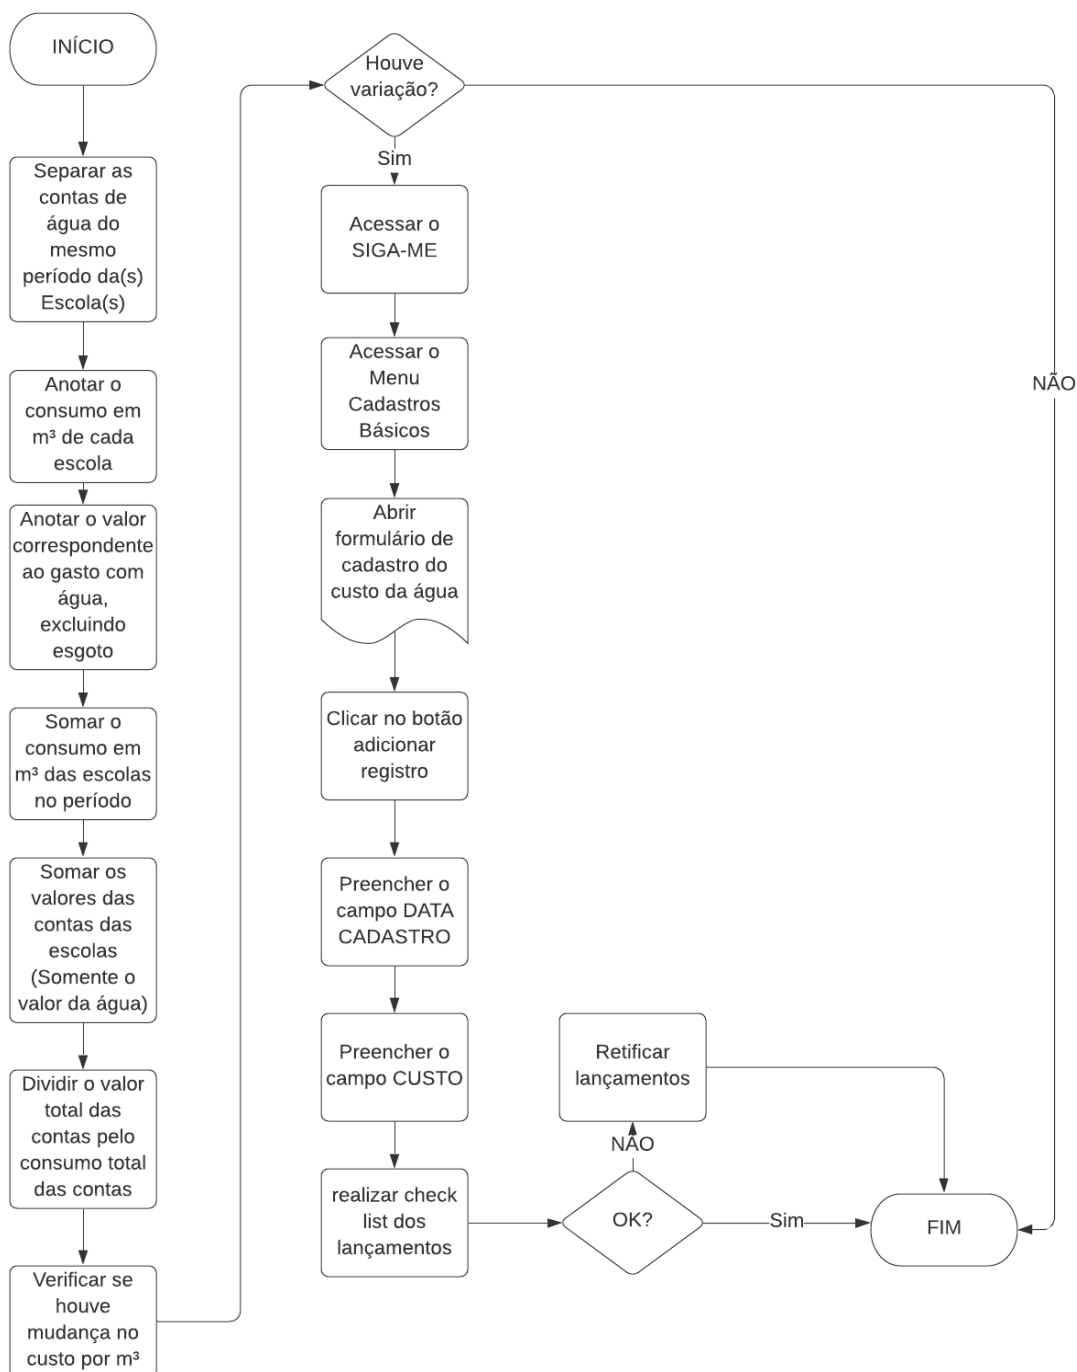 INÍCIO
Separar as
contas de
água do
mesmo
período da(s)
Escola(s)
Anotar o
consumo em
m³ de cada
escola
Anotar o valor
correspondente
ao gasto com
água,
excluindo
esgoto
Somar o
consumo em
m³ das escolas
no período
Somar os
valores das
contas das
escolas
(Somente o
valor da água)
Dividir o valor
total das
contas pelo
consumo total
das contas
Verificar se
houve
mudança no
custo por m³
Houve
variação?
Sim
NÃO
Acessar o
SIGA-ME
Acessar o
Menu
Cadastros
Básicos
Abrir
formulário de
cadastro do
custo da água
Clicar no botão
adicionar
registro
Preencher o
campo DATA
CADASTRO
Preencher o
campo CUSTO
realizar check
list dos
lançamentos
OK?
NÃO
Retificar
lançamentos
Sim
FIM